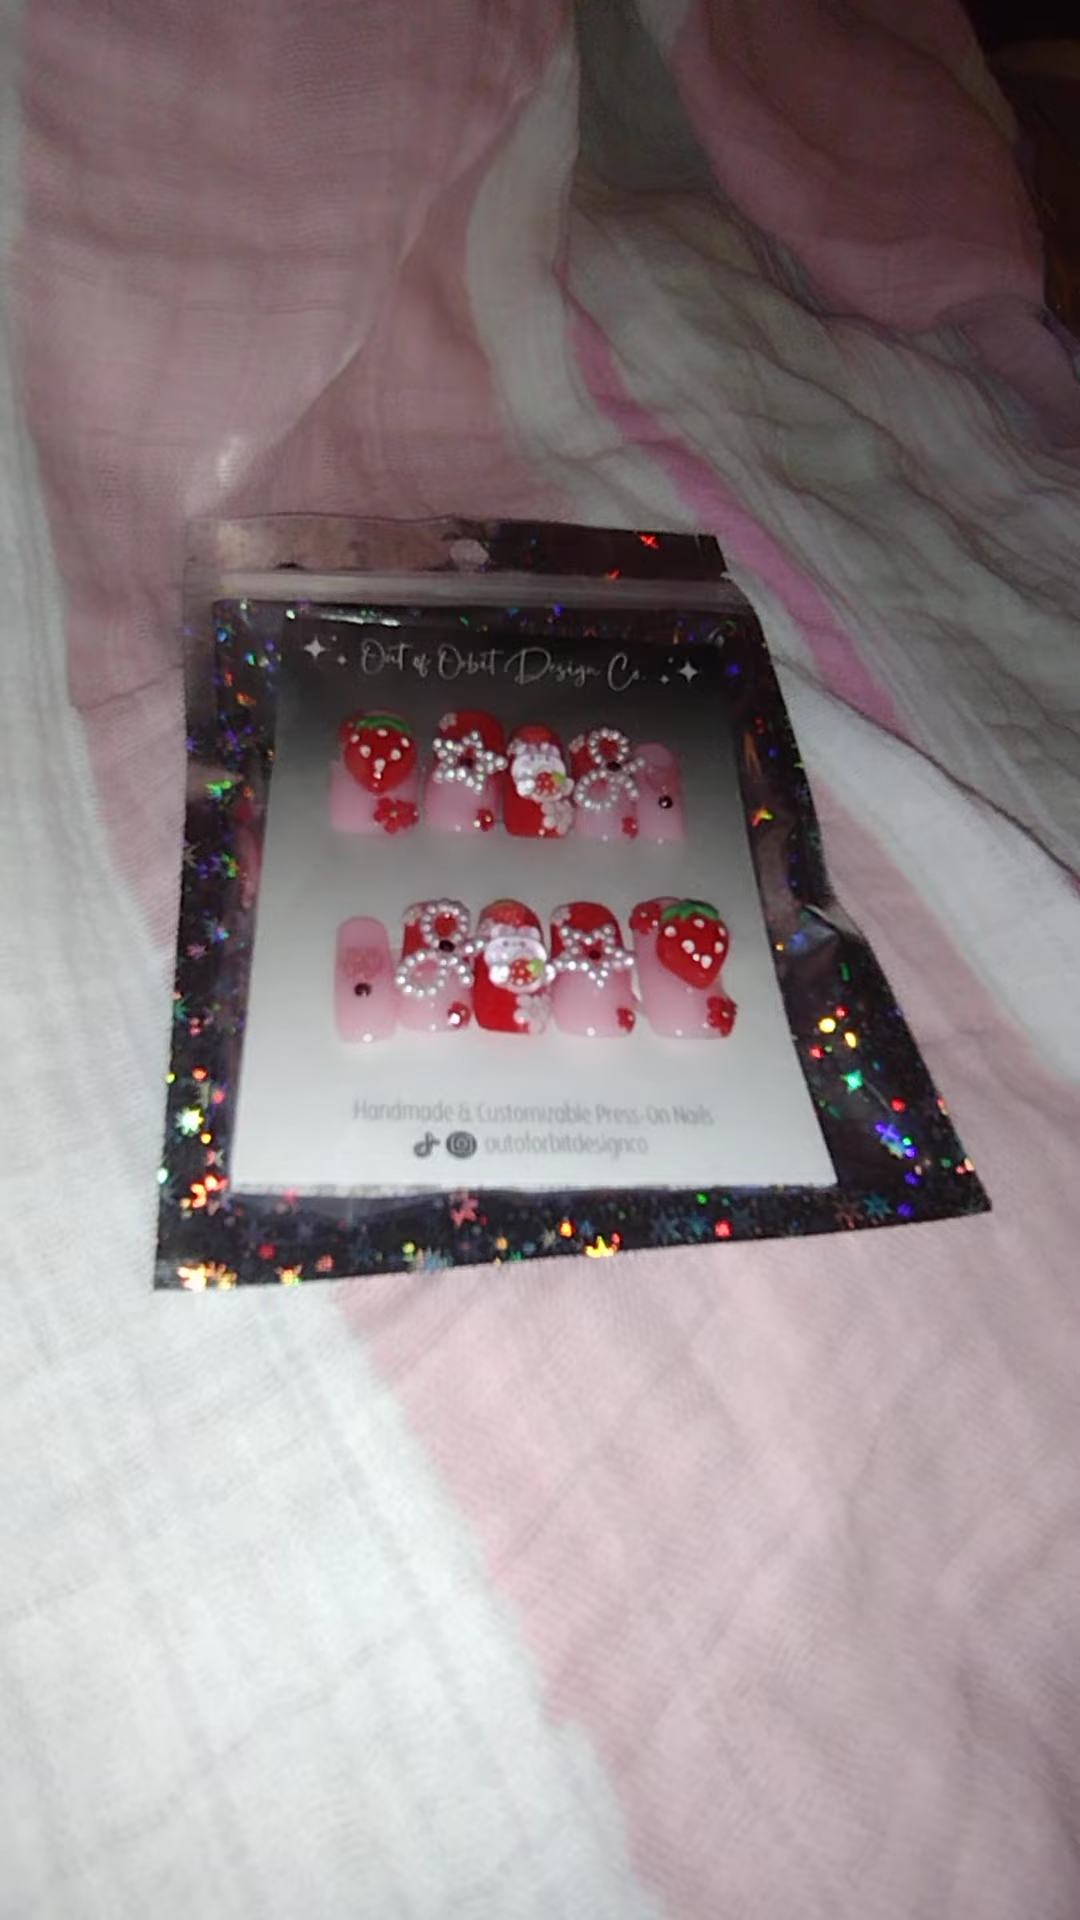 Out of Orbit Design Co.
Handmade & Customizable Press-On Nails
outoforbitdesignco